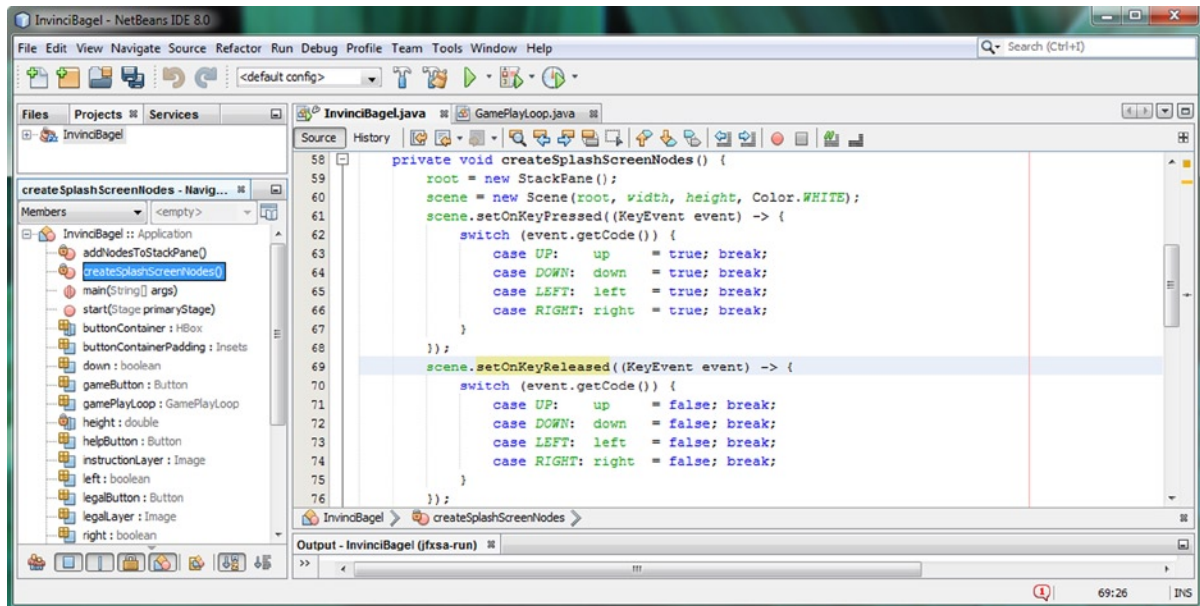 InvinciBagel - NetBeans IDE 8.0
File Edit View Navigate Source Refactor Run Debug Profile Team Tools Window Help
Search (Ctrl+I)
<default config>
Files Projects Services
InvinciBagel
createSplashScreenNodes - Navig...
Members <empty>
InvinciBagel :: Application
addNodesToStackPane()
createSplashScreenNodes()
main(String[] args)
start(Stage primaryStage)
buttonContainer : HBox
buttonContainerPadding : Insets
down : boolean
gameButton : Button
gamePlayLoop : GamePlayLoop
height : double
helpButton : Button
instructionLayer : Image
left : boolean
legalButton : Button
legalLayer : Image
right : boolean
InvinciBagel.java GamePlayLoop.java
Source History
58 private void createSplashScreenNodes() {
59 root = new StackPane();
60 scene = new Scene(root, width, height, Color.WHITE);
61 scene.setOnKeyPressed((KeyEvent event) -> {
62 switch (event.getCode()) {
63 case UP: up = true; break;
64 case DOWN: down = true; break;
65 case LEFT: left = true; break;
66 case RIGHT: right = true; break;
67 }
68 });
69 scene.setOnKeyReleased((KeyEvent event) -> {
70 switch (event.getCode()) {
71 case UP: up = false; break;
72 case DOWN: down = false; break;
73 case LEFT: left = false; break;
74 case RIGHT: right = false; break;
75 }
76 });
InvinciBagel createSplashScreenNodes
Output - InvinciBagel (jfxsa-run)
1 69:26 INS